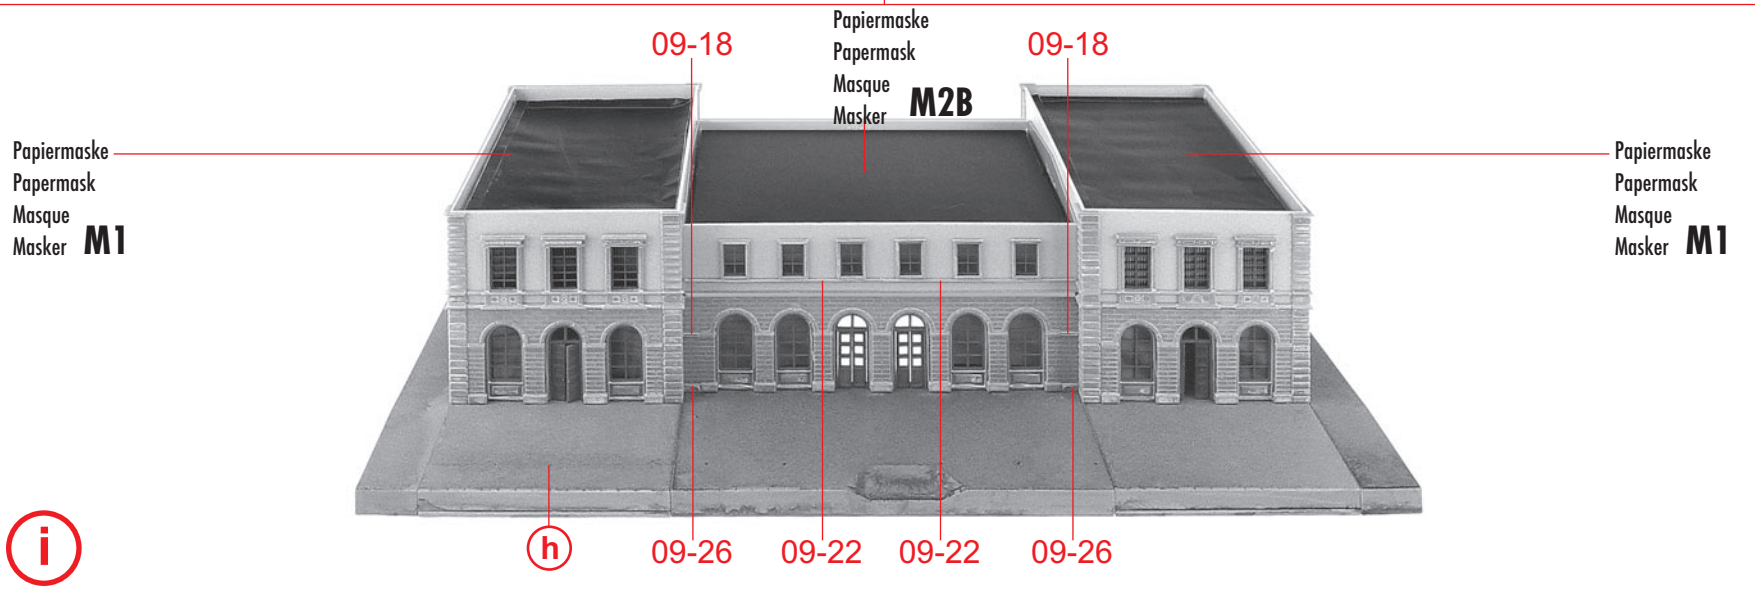 Papiermaske
Papermask
Masque
Masker M2B
09-18
09-18
Papiermaske
Papermask
Masque
Masker M1
Papiermaske
Papermask
Masque
Masker M1
i
h
09-26
09-22
09-22
09-26